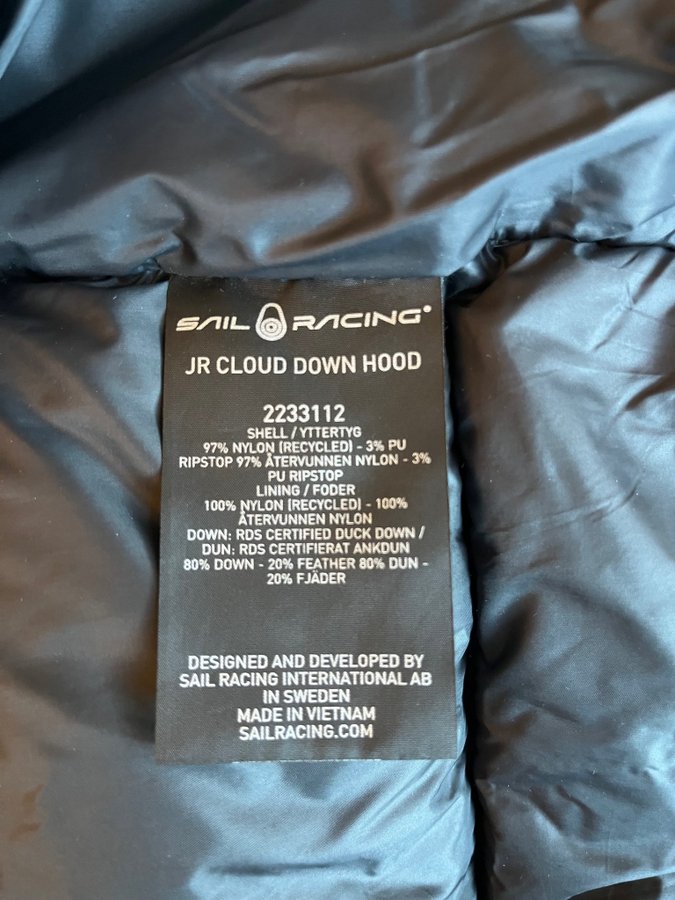 SAIL RACING®
JR CLOUD DOWN HOOD
2233112
SHELL / YTTERTYG
97% NYLON (RECYCLED) - 3% PU
RIPSTOP 97% ÅTERVUNNEN NYLON - 3%
PU RIPSTOP
LINING / FODER
100% NYLON (RECYCLED) - 100%
ÅTERVUNNEN NYLON
DOWN: RDS CERTIFIED DUCK DOWN /
DUN: RDS CERTIFIERAT ANKDUN
80% DOWN - 20% FEATHER 80% DUN -
20% FJÄDER
DESIGNED AND DEVELOPED BY
SAIL RACING INTERNATIONAL AB
IN SWEDEN
MADE IN VIETNAM
SAILRACING.COM